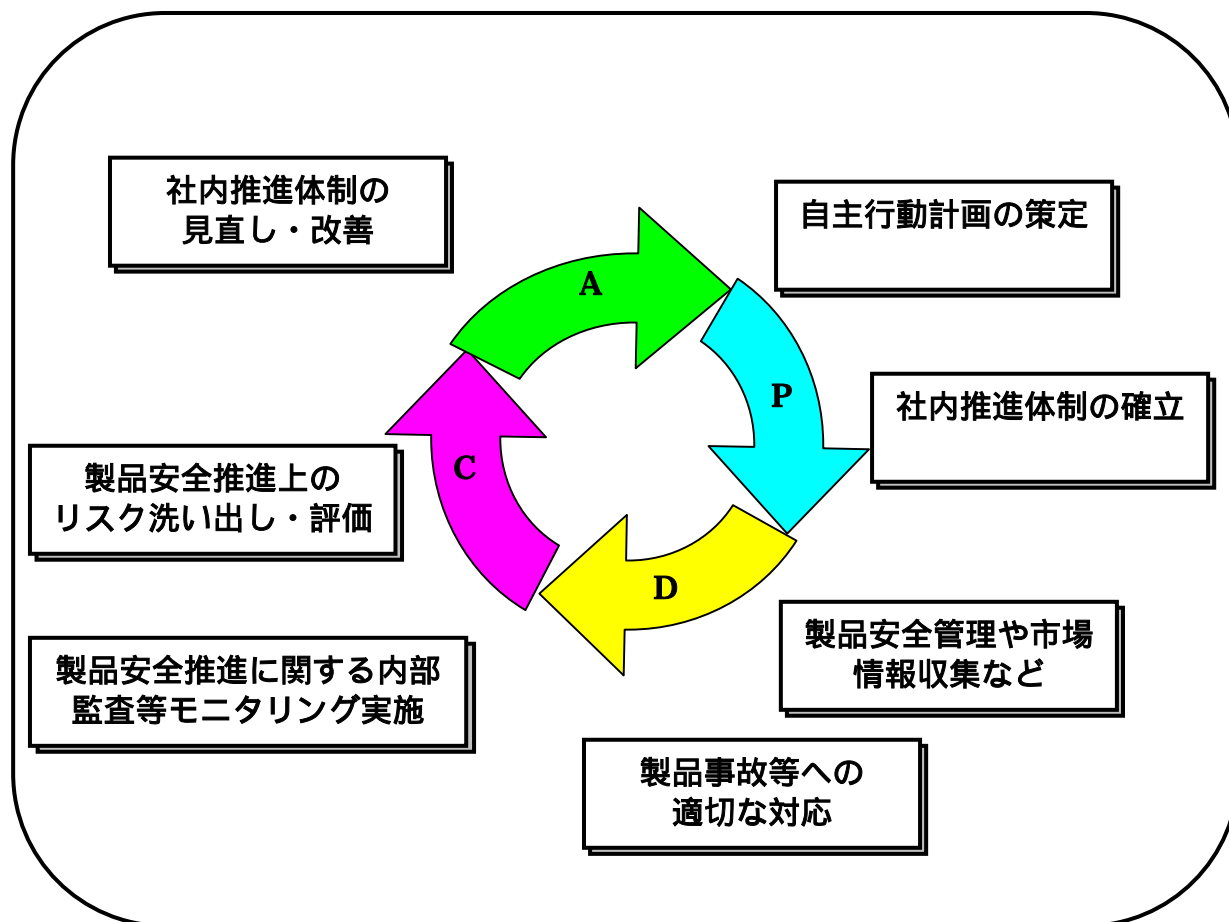 社内推進体制の
見直し・改善
自主行動計画の策定
A
P
社内推進体制の確立
C
製品安全推進上の
リスク洗い出し・評価
D
製品安全管理や市場
情報収集など
製品安全推進に関する内部
監査等モニタリング実施
製品事故等への
適切な対応